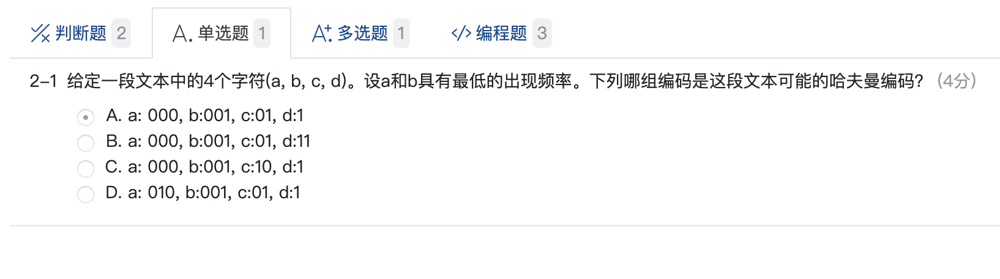 判断题 2 A. 单选题 1 A+. 多选题 1 </> 编程题 3
2-1 给定一段文本中的4个字符(a, b, c, d)。设a和b具有最低的出现频率。下列哪组编码是这段文本可能的哈夫曼编码? (4分)
A. a: 000, b:001, c:01, d:1
B. a: 000, b:001, c:01, d:11
C. a: 000, b:001, c:10, d:1
D. a: 010, b:001, c:01, d:1